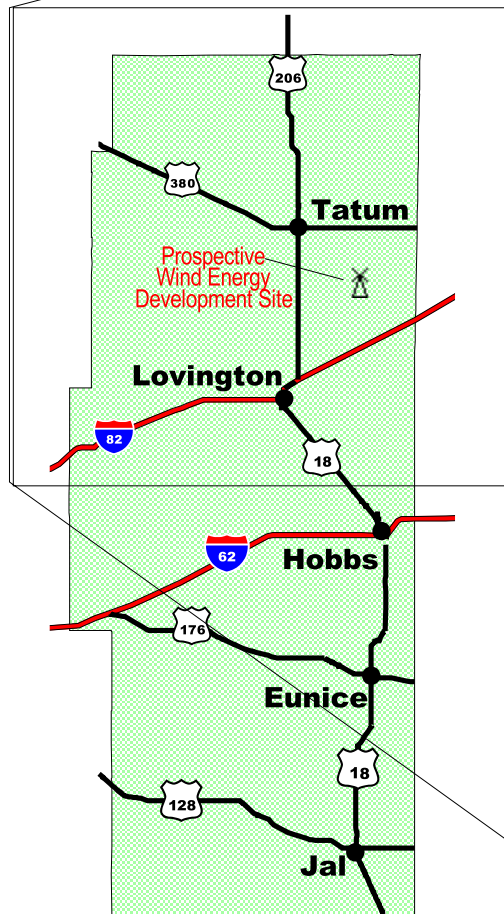 206
380
Tatum
Prospective
Wind Energy
Development Site
Lovington
82
18
Hobbs
62
176
Eunice
18
128
Jal